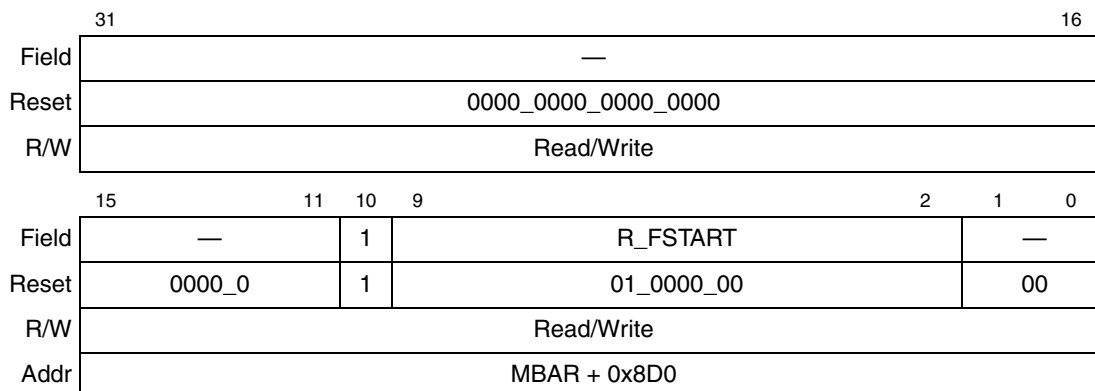 31 16
Field —
Reset 0000_0000_0000_0000
R/W Read/Write
15 11 10 9 2 1 0
Field — 1 R_FSTART —
Reset 0000_0 1 01_0000_00 00
R/W Read/Write
Addr MBAR + 0x8D0